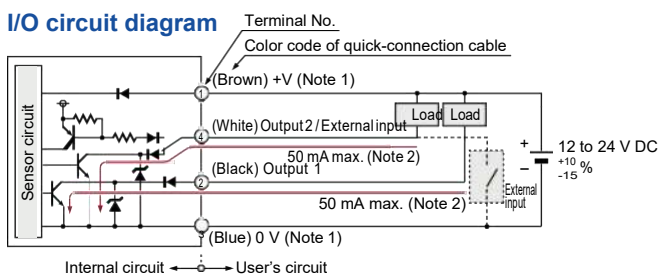 I/O circuit diagram
Terminal No.
Color code of quick-connection cable
1
(Brown) +V (Note 1)
Load
Load
4
(White) Output 2 / External input
50 mA max. (Note 2)
+
12 to 24 V DC
+10
-15 %
−
Sensor circuit
2
(Black) Output 1
50 mA max. (Note 2)
External
input
3
(Blue) 0 V (Note 1)
Internal circuit
User's circuit